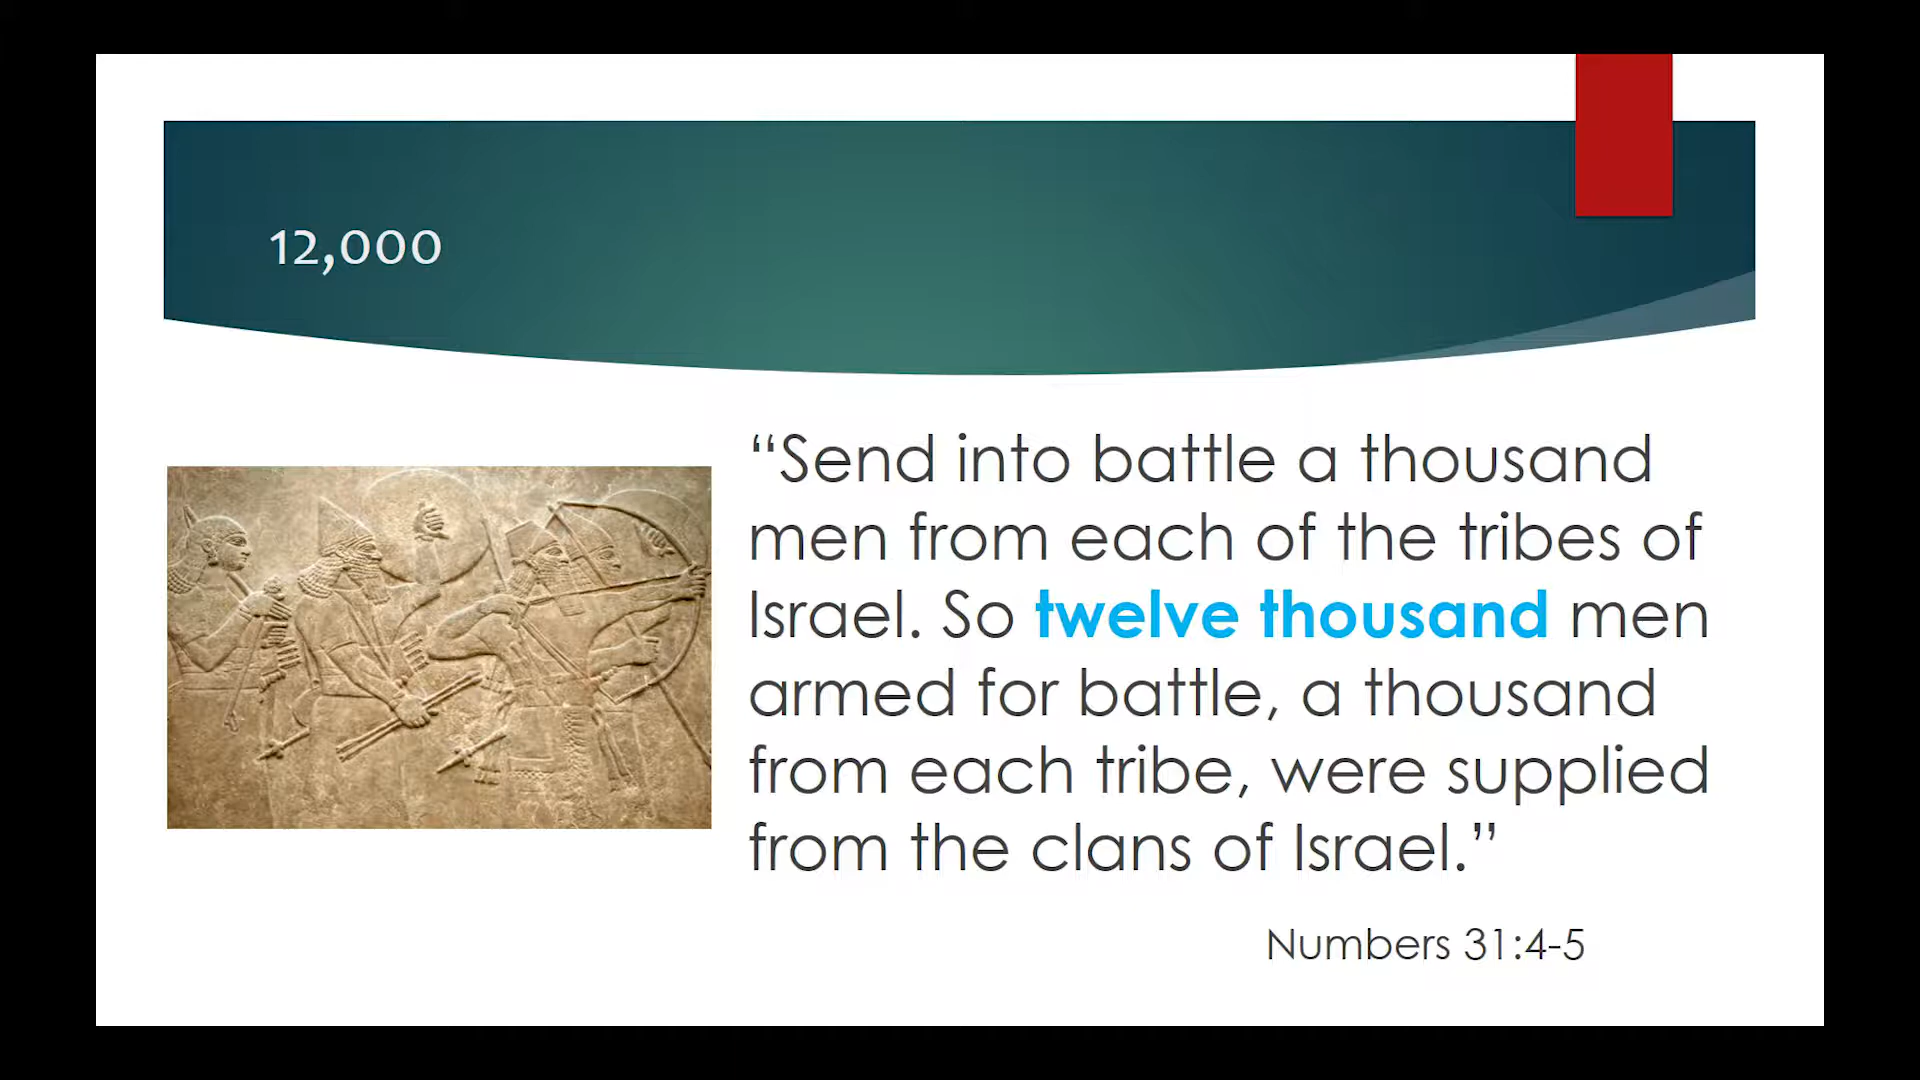 12,000
“Send into battle a thousand
men from each of the tribes of
Israel. So twelve thousand men
armed for battle, a thousand
from each tribe, were supplied
from the clans of Israel.”
Numbers 31:4-5